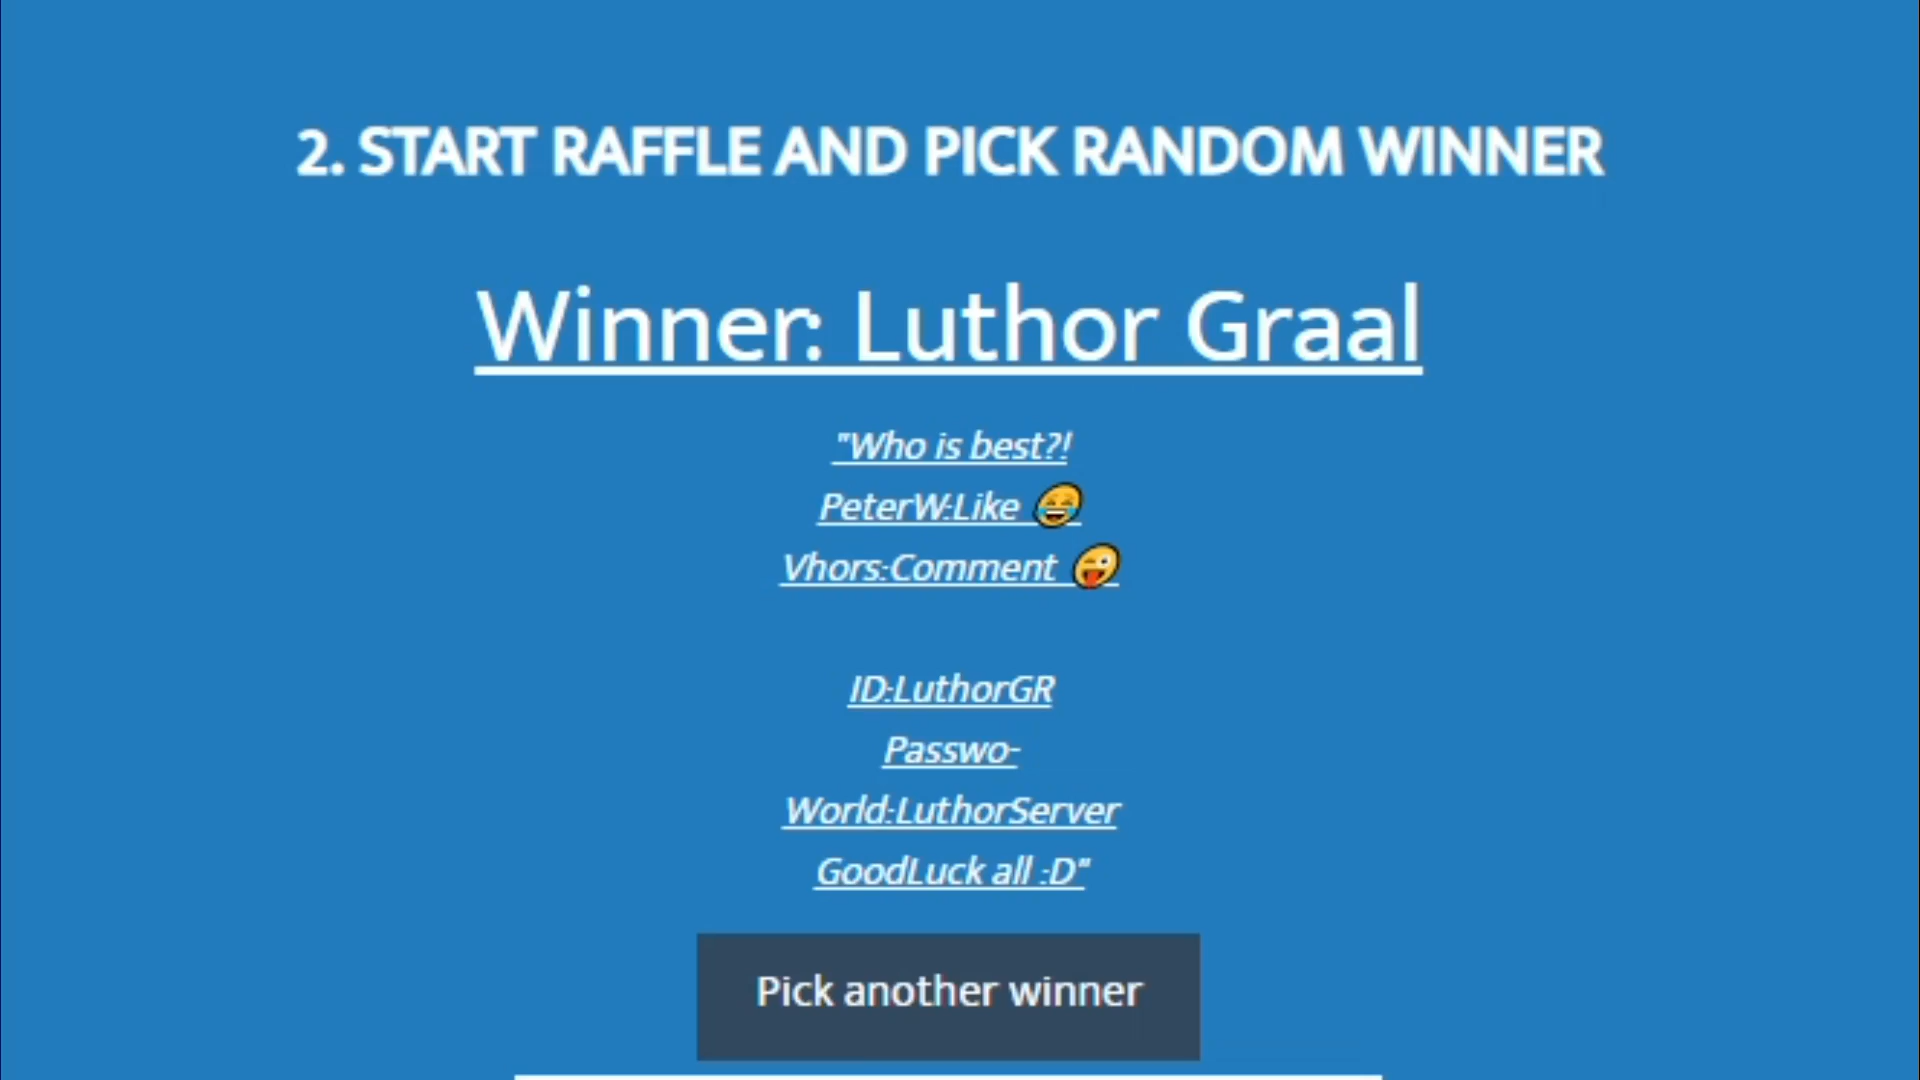 2. START RAFFLE AND PICK RANDOM WINNER
Winner: Luthor Graal
"Who is best?!
PeterW:Like 😂
Vhors:Comment 😜
ID:LuthorGR
Passwo-
World:LuthorServer
GoodLuck all :D"
Pick another winner